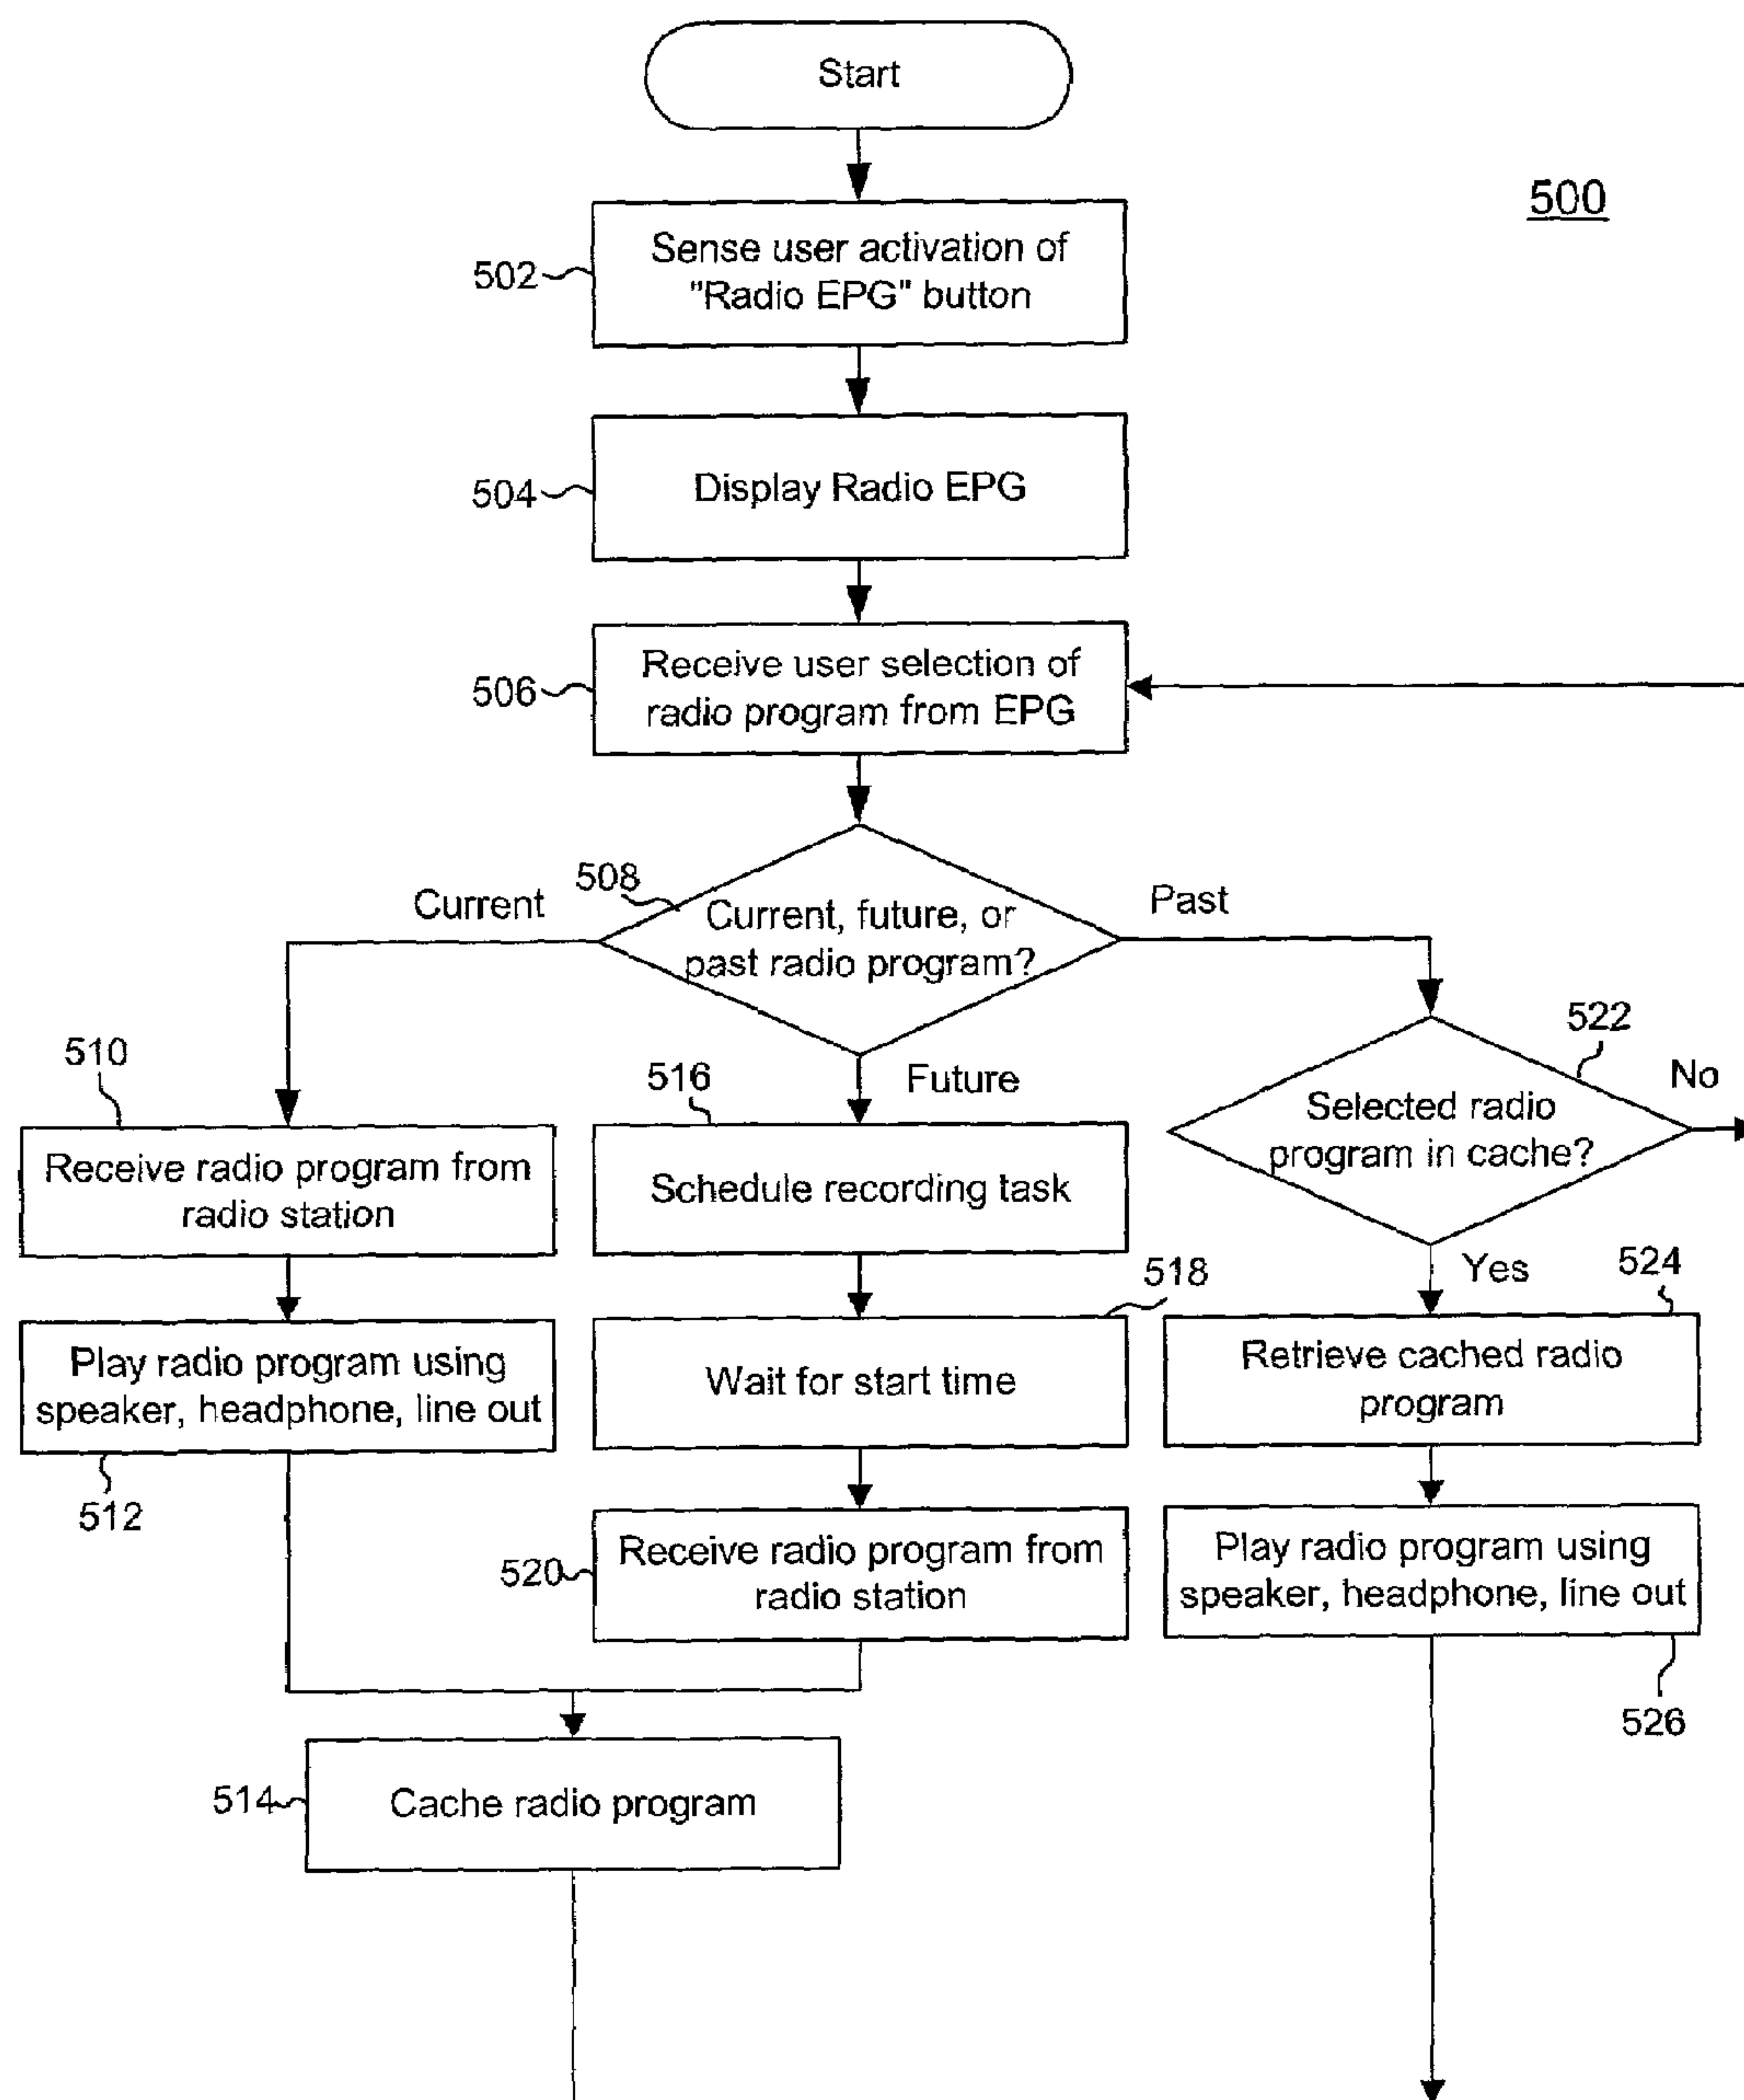 Start
500
502
Sense user activation of
"Radio EPG" button
504
Display Radio EPG
506
Receive user selection of
radio program from EPG
508
Current
Current, future, or
past radio program?
Past
Future
510
Receive radio program from
radio station
516
Schedule recording task
522
No
Selected radio
program in cache?
Yes
512
Play radio program using
speaker, headphone, line out
518
Wait for start time
524
Retrieve cached radio
program
520
Receive radio program from
radio station
Play radio program using
speaker, headphone, line out
526
514
Cache radio program